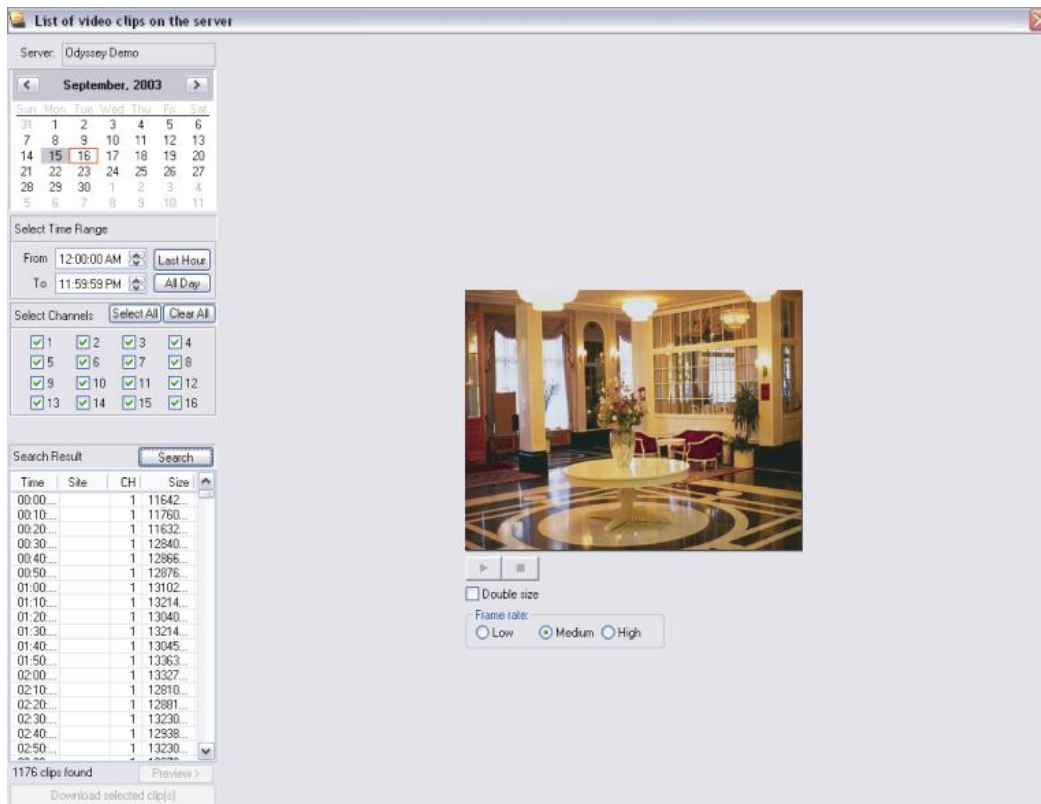 List of video clips on the server
Server: Odyssey Demo
September, 2003
Sun Mon Tue Wed Thu Fri Sat
31 1 2 3 4 5 6
7 8 9 10 11 12 13
14 15 16 17 18 19 20
21 22 23 24 25 26 27
28 29 30 1 2 3 4
5 6 7 8 9 10 11
Select Time Range
From 12:00:00 AM Last Hour
To 11:59:59 PM All Day
Select Channels Select All Clear All
1 2 3 4
5 6 7 8
9 10 11 12
13 14 15 16
Search Result Search
Time Site CH Size
00:00:... 1 11642...
00:10:... 1 11760...
00:20:... 1 11632...
00:30:... 1 12840...
00:40:... 1 12866...
00:50:... 1 12876...
01:00:... 1 13102...
01:10:... 1 13214...
01:20:... 1 13040...
01:30:... 1 13214...
01:40:... 1 13045...
01:50:... 1 13363...
02:00:... 1 13327...
02:10:... 1 12810...
02:20:... 1 12881...
02:30:... 1 13230...
02:40:... 1 12938...
02:50:... 1 13230...
1176 clips found Preview >
Download selected clip(s)
Double size
Frame rate:
Low Medium High